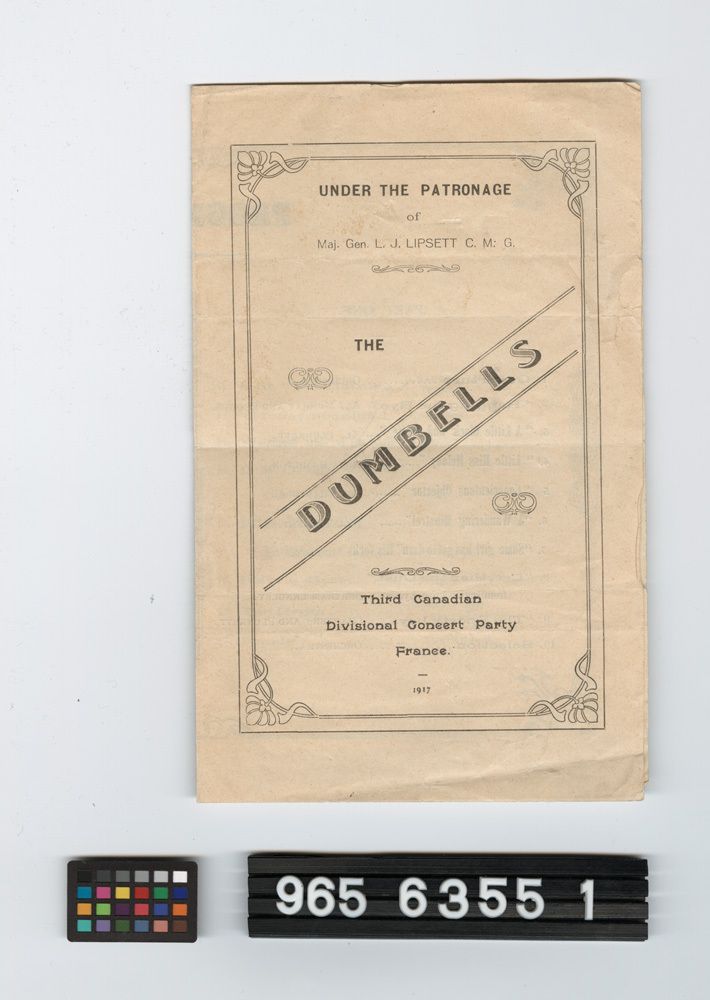 UNDER THE PATRONAGE
of
Maj. Gen. L. J. LIPSETT C. M: G.
THE
DUMBELLS
Third Canadian
Divisional Concert Party
France.
1917
965 6355 1